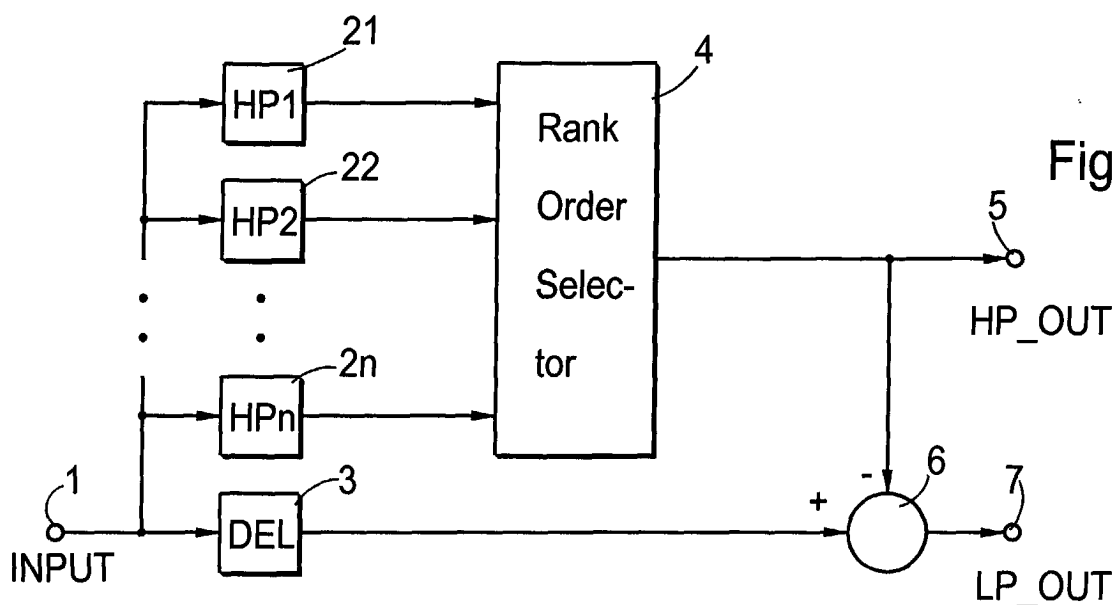 21
4
HP1
Rank
Fig
22
HP2
Order
5
Selec-
HP_OUT
2n
tor
HPn
1
3
-
6
7
+
DEL
INPUT
LP_OUT